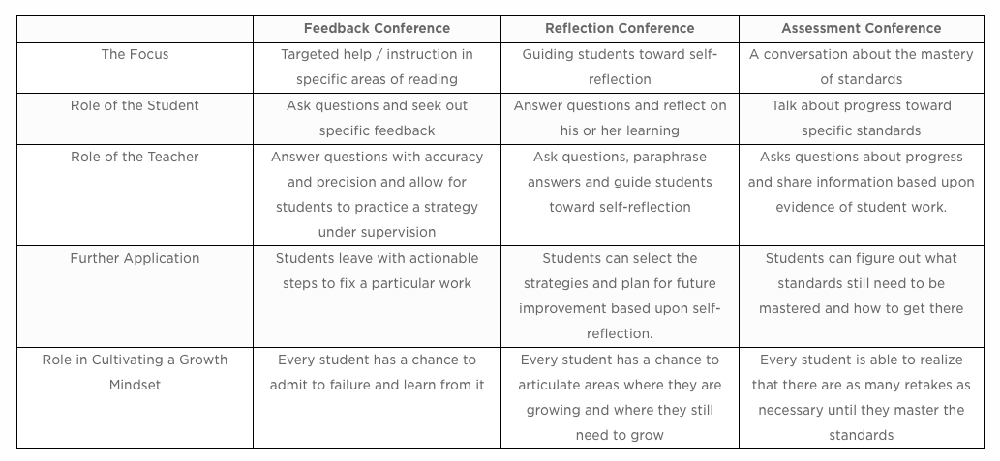 Feedback Conference
Reflection Conference
Assessment Conference
The Focus
Targeted help / instruction in
specific areas of reading
Guiding students toward self-
reflection
A conversation about the mastery
of standards
Role of the Student
Ask questions and seek out
specific feedback
Answer questions and reflect on
his or her learning
Talk about progress toward
specific standards
Role of the Teacher
Answer questions with accuracy
and precision and allow for
students to practice a strategy
under supervision
Ask questions, paraphrase
answers and guide students
toward self-reflection
Asks questions about progress
and share information based upon
evidence of student work.
Further Application
Students leave with actionable
steps to fix a particular work
Students can select the
strategies and plan for future
improvement based upon self-
reflection.
Students can figure out what
standards still need to be
mastered and how to get there
Role in Cultivating a Growth
Mindset
Every student has a chance to
admit to failure and learn from it
Every student has a chance to
articulate areas where they are
growing and where they still
need to grow
Every student is able to realize
that there are as many retakes as
necessary until they master the
standards